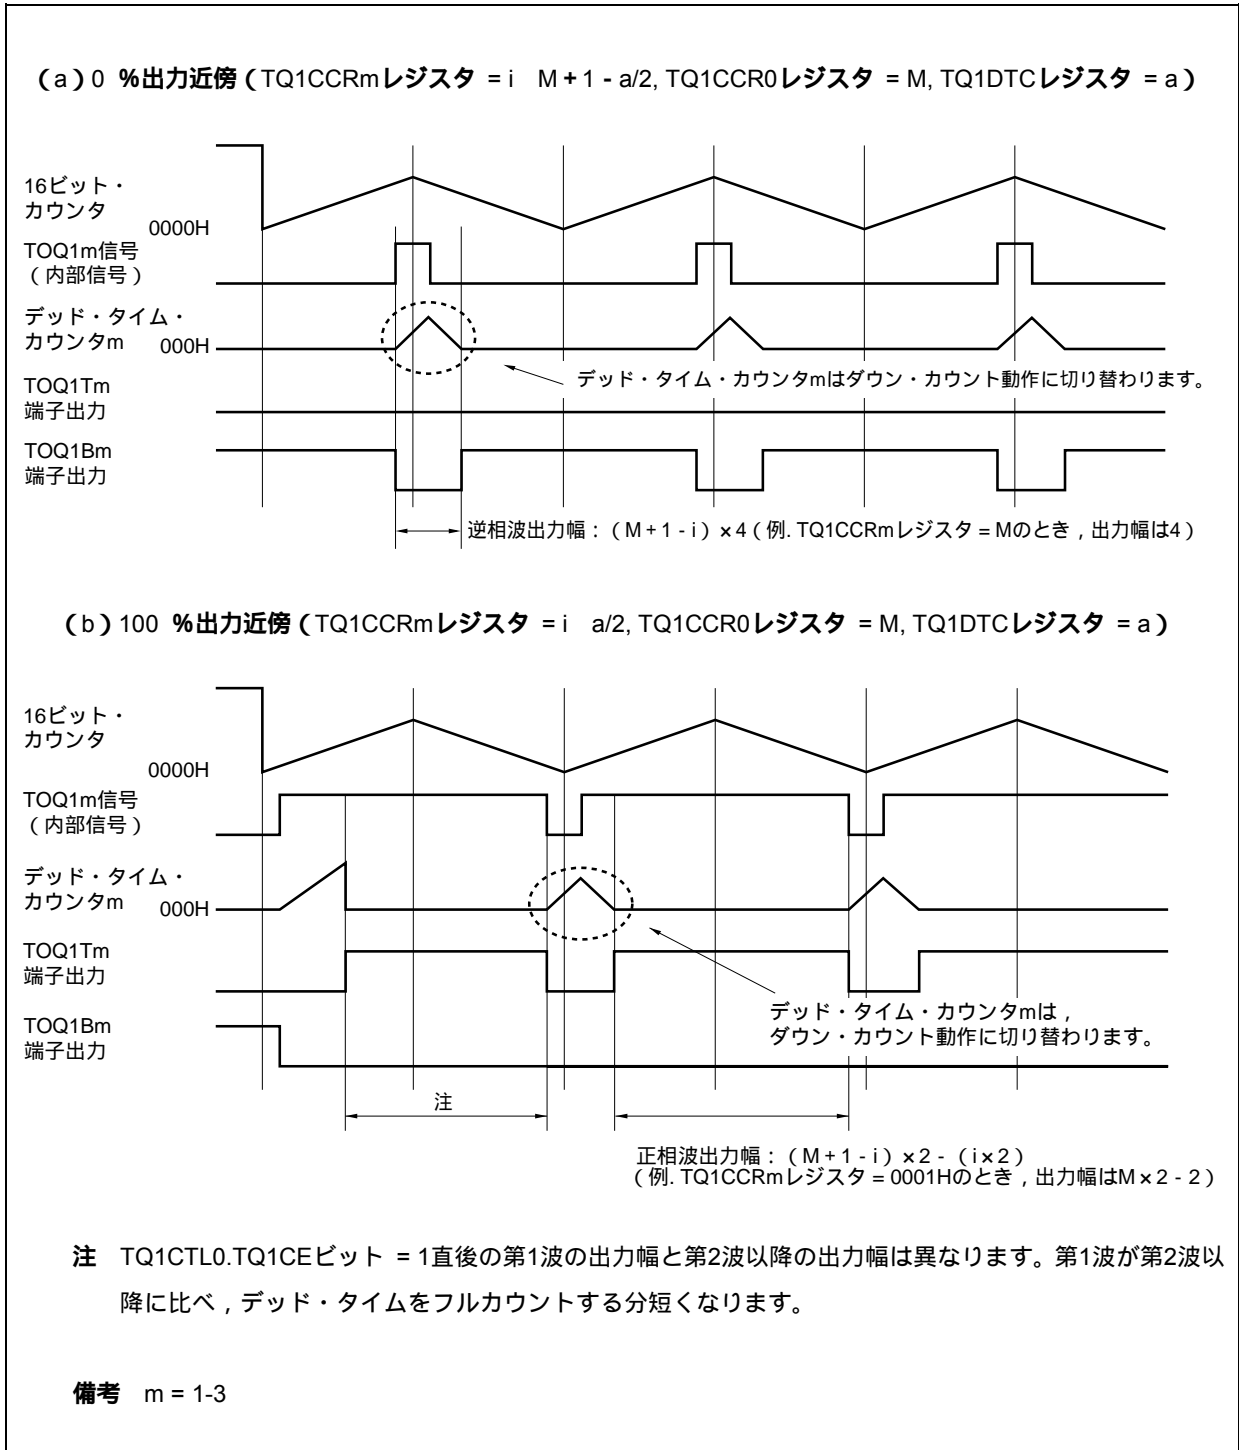 (a)0 %出力近傍(TQ1CCRmレジスタ = i　M + 1 - a/2, TQ1CCR0レジスタ = M, TQ1DTCレジスタ = a)
16ビット・
カウンタ
0000H
TOQ1m信号
(内部信号)
デッド・タイム・
カウンタm
000H
デッド・タイム・カウンタmはダウン・カウント動作に切り替わります。
TOQ1Tm
端子出力
TOQ1Bm
端子出力
逆相波出力幅:(M + 1 - i)×4(例. TQ1CCRmレジスタ = Mのとき,出力幅は4)
(b)100 %出力近傍(TQ1CCRmレジスタ = i　a/2, TQ1CCR0レジスタ = M, TQ1DTCレジスタ = a)
16ビット・
カウンタ
0000H
TOQ1m信号
(内部信号)
デッド・タイム・
カウンタm
000H
TOQ1Tm
端子出力
デッド・タイム・カウンタmは,
ダウン・カウント動作に切り替わります。
TOQ1Bm
端子出力
注
正相波出力幅:(M + 1 - i)×2 -(i×2)
(例. TQ1CCRmレジスタ = 0001Hのとき,出力幅はM×2 - 2)
注　TQ1CTL0.TQ1CEビット = 1直後の第1波の出力幅と第2波以降の出力幅は異なります。第1波が第2波以
降に比べ,デッド・タイムをフルカウントする分短くなります。
備考　m = 1-3